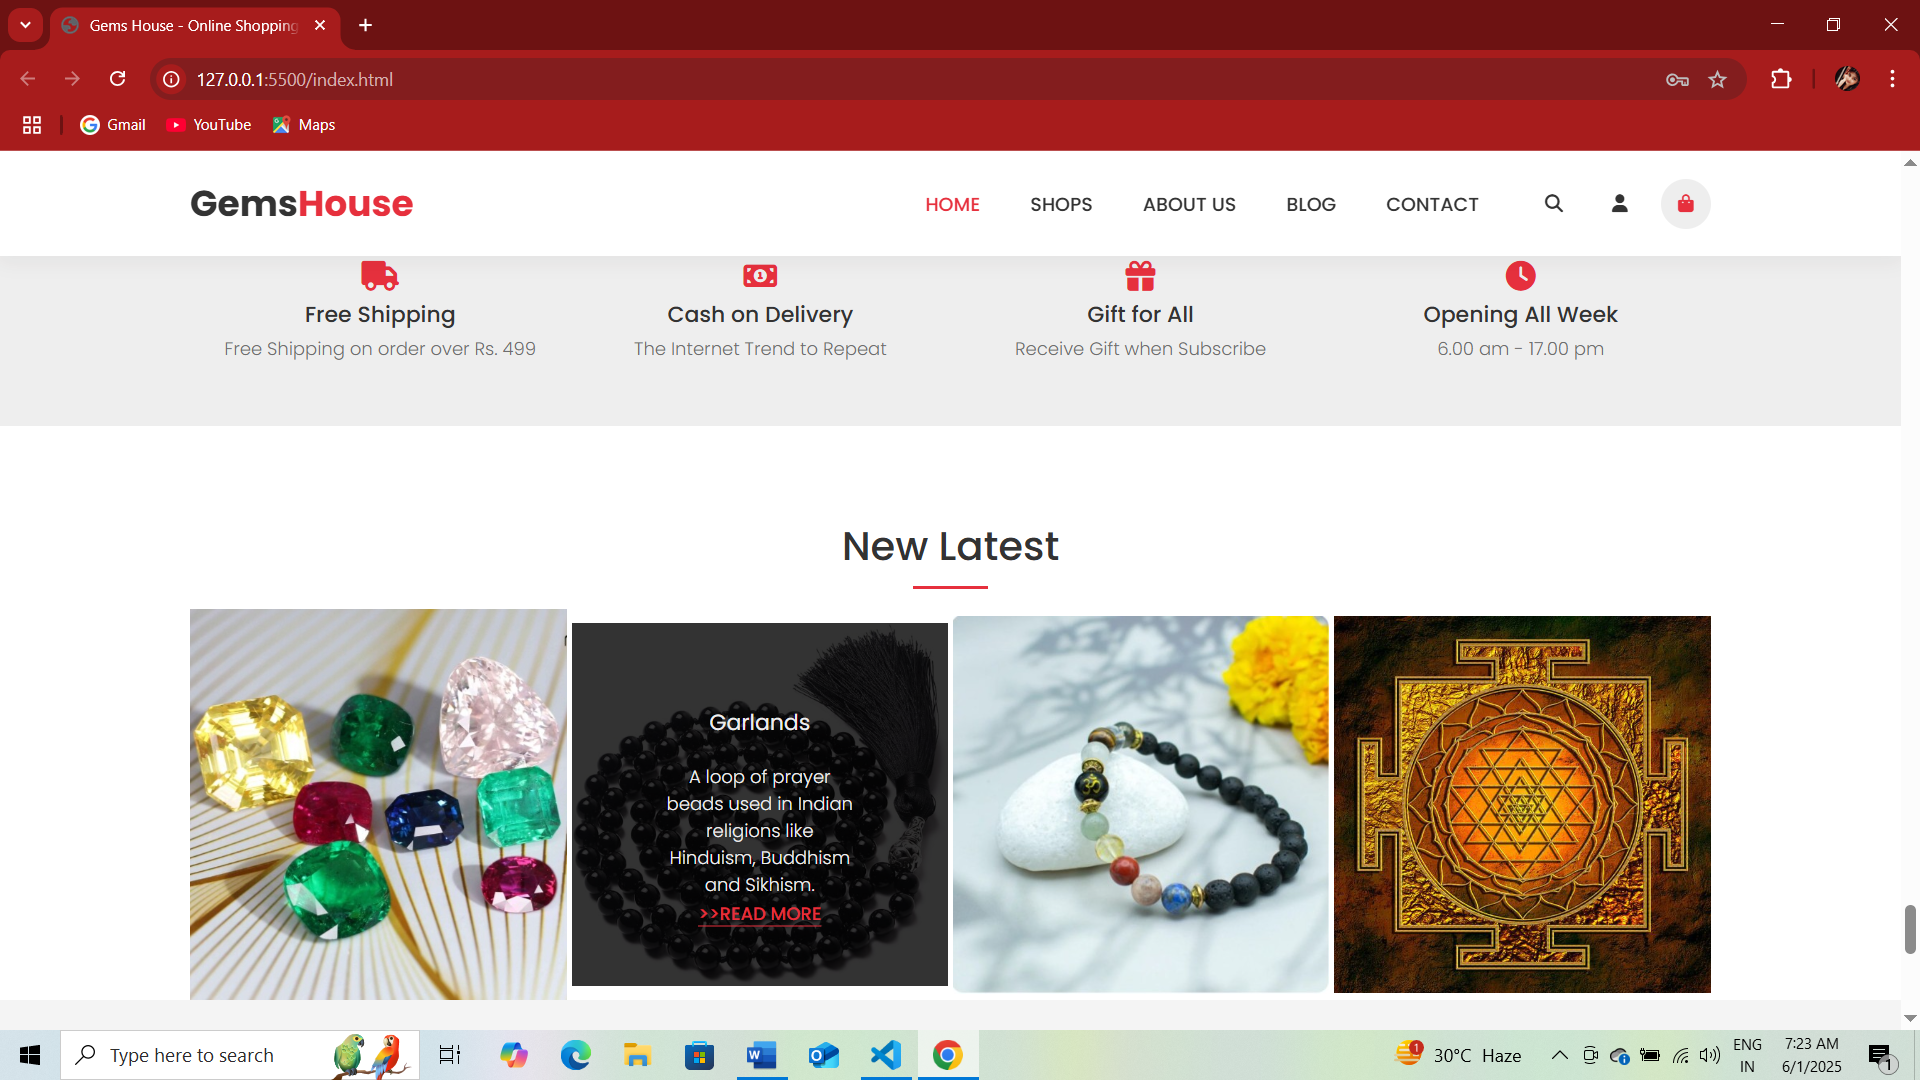 Gems House - Online Shopping
127.0.0.1:5500/index.html
Gmail YouTube Maps
GemsHouse HOME SHOPS ABOUT US BLOG CONTACT
Free Shipping Cash on Delivery Gift for All Opening All Week
Free Shipping on order over Rs. 499 The Internet Trend to Repeat Receive Gift when Subscribe 6.00 am - 17.00 pm
New Latest
Garlands
A loop of prayer
beads used in Indian
religions like
Hinduism, Buddhism
and Sikhism.
>>READ MORE
Type here to search 1 30°C Haze ENG 7:23 AM
IN 6/1/2025 1